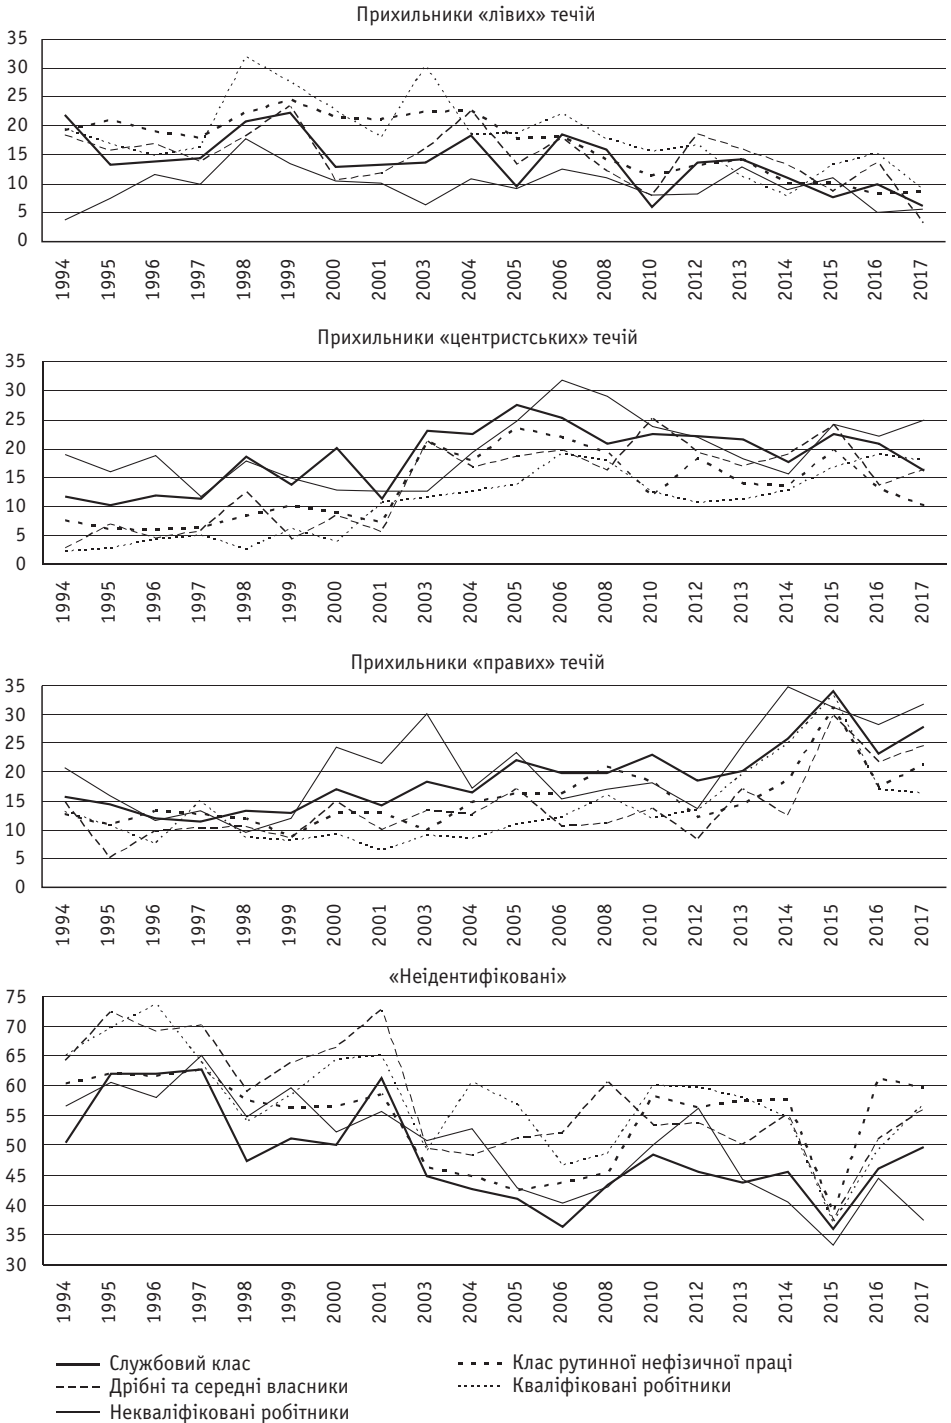 Прихильники «лівих» течій
35
30
25
20
15
10
5
0
1994 1995 1996 1997 1998 1999 2000 2001 2003 2004 2005 2006 2008 2010 2012 2013 2014 2015 2016 2017
Прихильники «центристських» течій
35
30
25
20
15
10
5
0
1994 1995 1996 1997 1998 1999 2000 2001 2003 2004 2005 2006 2008 2010 2012 2013 2014 2015 2016 2017
Прихильники «правих» течій
35
30
25
20
15
10
5
0
1994 1995 1996 1997 1998 1999 2000 2001 2003 2004 2005 2006 2008 2010 2012 2013 2014 2015 2016 2017
«Неідентифіковані»
75
70
65
60
55
50
45
40
35
30
1994 1995 1996 1997 1998 1999 2000 2001 2003 2004 2005 2006 2008 2010 2012 2013 2014 2015 2016 2017
Службовий клас
Дрібні та середні власники
Некваліфіковані робітники
Клас рутинної нефізичної праці
Кваліфіковані робітники